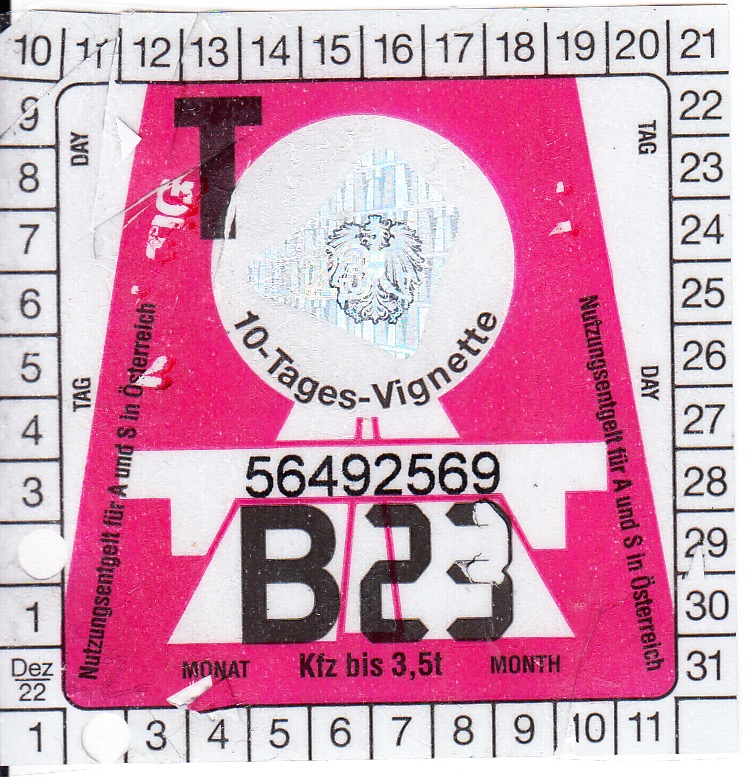 10 11 12 13 14 15 16 17 18 19 20 21
9
8
7
6
5
4
3
1
Dez
22
22
23
24
25
26
27
28
29
30
31
DAY
TAG
TAG
DAY
T
10-Tages-Vignette
Nutzungsentgelt für A und S in Österreich
Nutzungsentgelt für A und S in Österreich
56492569
B23
MONAT Kfz bis 3,5t MONTH
1 3 4 5 6 7 8 9 10 11